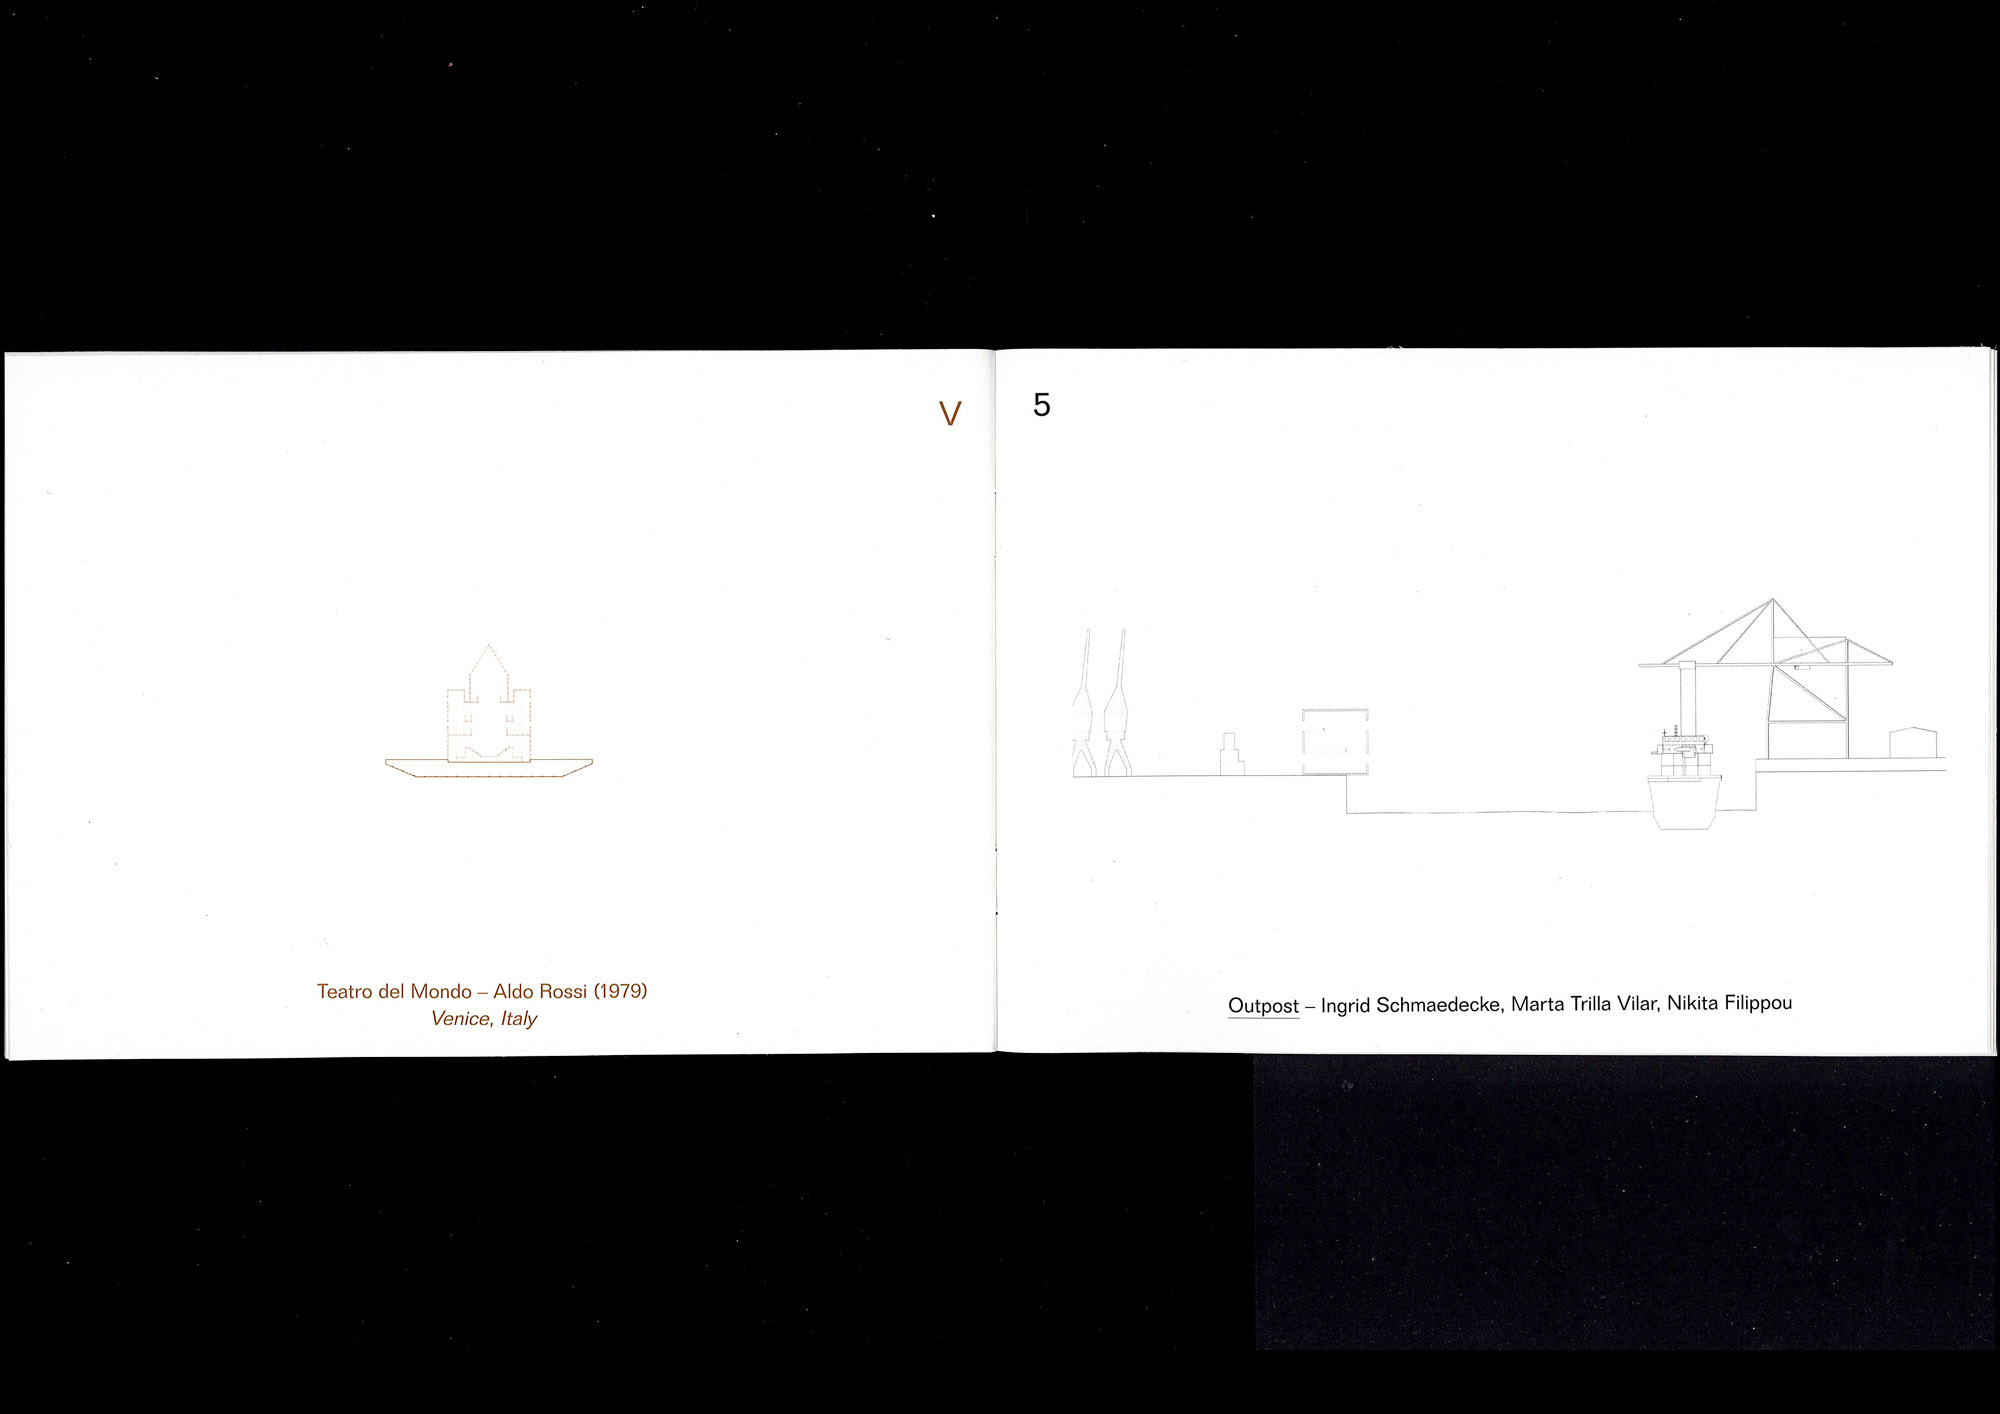 V
Teatro del Mondo – Aldo Rossi (1979)
Venice, Italy
5
Outpost – Ingrid Schmaedecke, Marta Trilla Vilar, Nikita Filippou